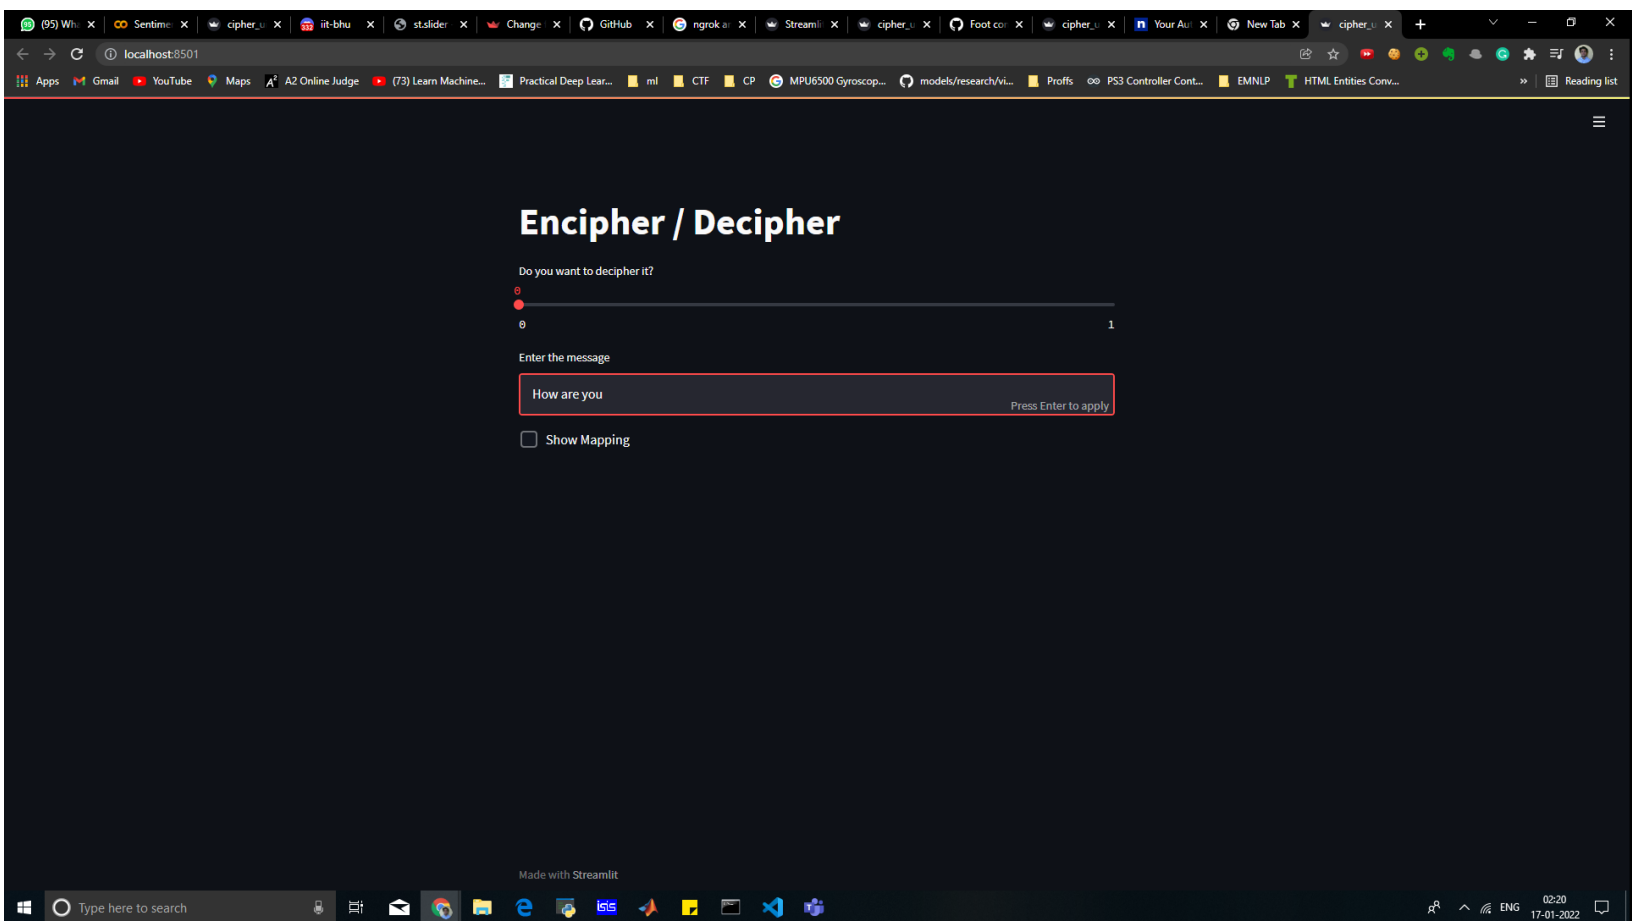 (95) Wh
Sentime
cipher_u
iit-bhu
st.slider
Change
GitHub
ngrok ar
Streamli
cipher_u
Foot cor
cipher_u
Your Aut
New Tab
cipher_u
localhost:8501
Apps
Gmail
YouTube
Maps
A2 Online Judge
(73) Learn Machine...
Practical Deep Lear...
ml
CTF
CP
MPU6500 Gyroscop...
models/research/vi...
Proffs
PS3 Controller Cont...
EMNLP
HTML Entities Conv...
»
Reading list
Encipher / Decipher
Do you want to decipher it?
0
0 1
Enter the message
How are you
Press Enter to apply
Show Mapping
Made with Streamlit
Type here to search
ENG
02:20
17-01-2022